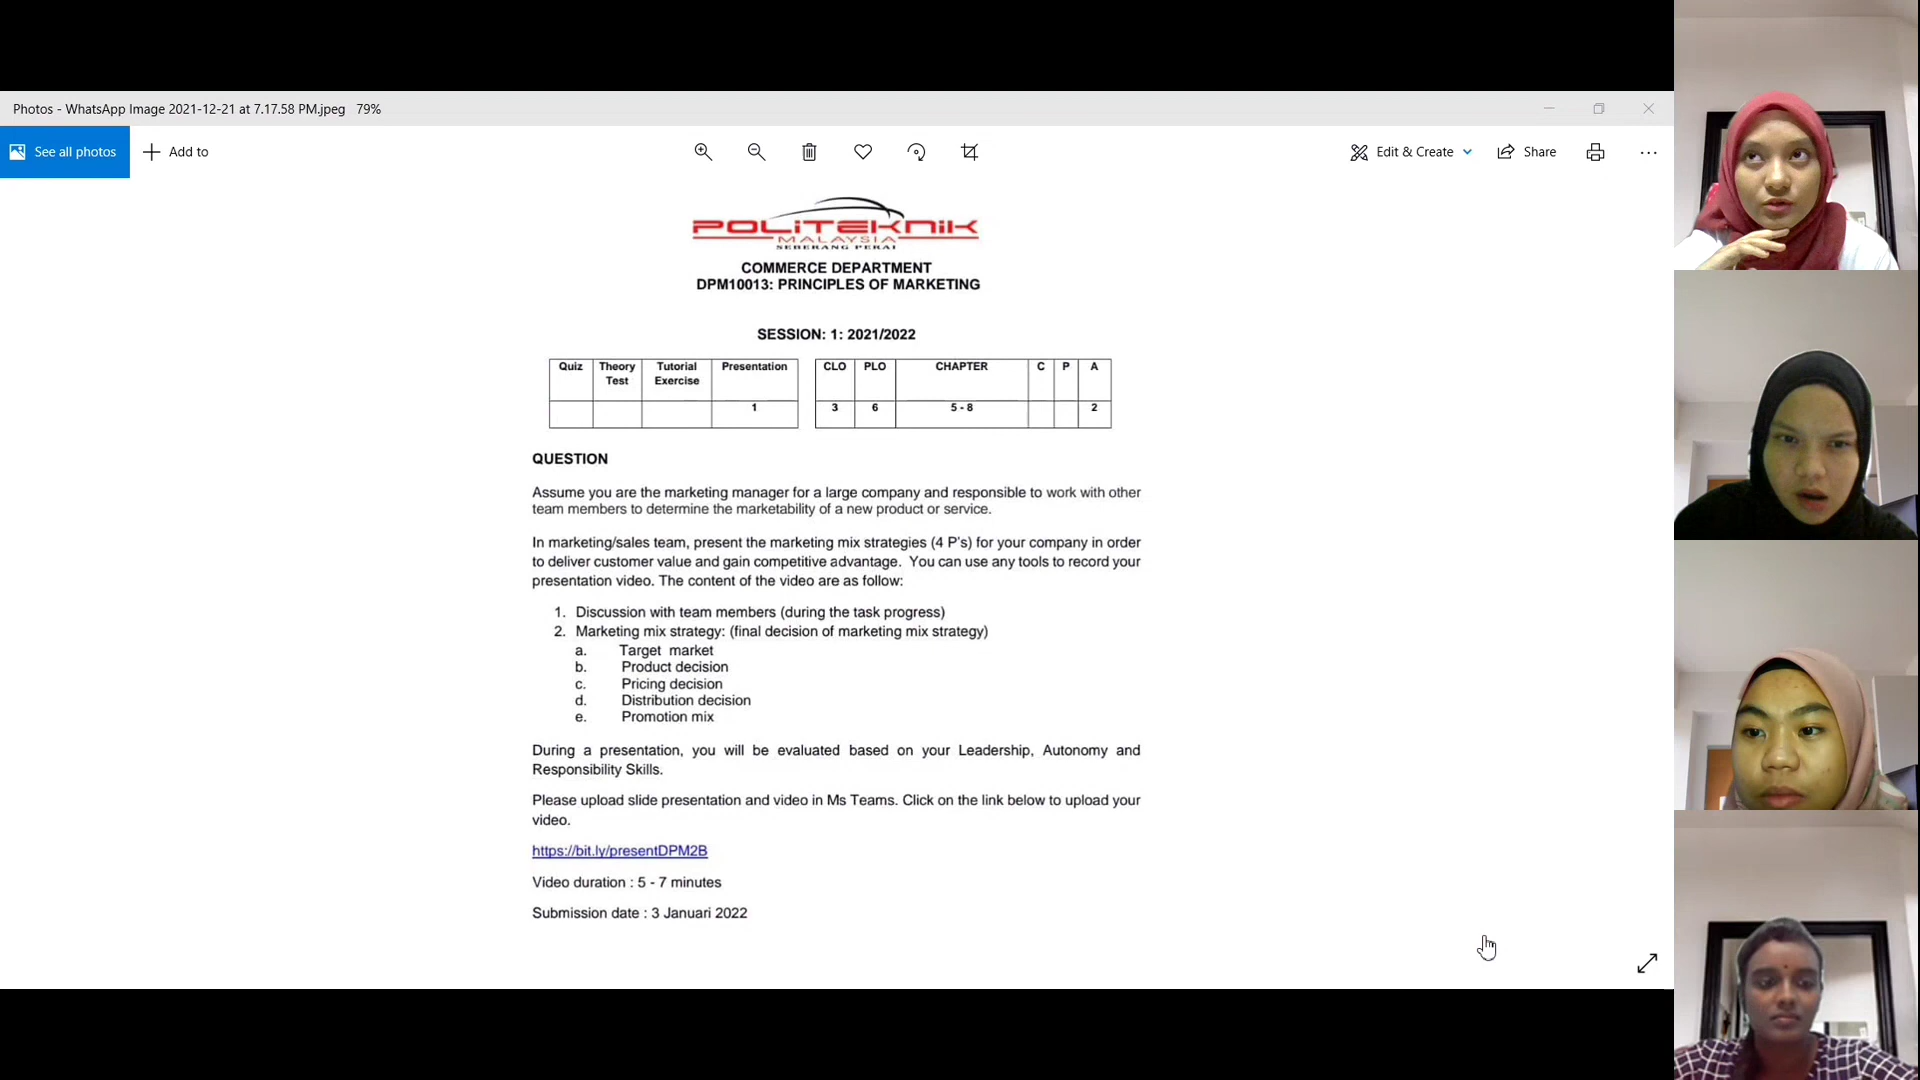 Photos - WhatsApp Image 2021-12-21 at 7.17.58 PM.jpeg 79%
See all photos
Add to
Edit & Create
Share
POLITEKNIK
MALAYSIA
SEBERANG PERAI
COMMERCE DEPARTMENT
DPM10013: PRINCIPLES OF MARKETING
SESSION: 1: 2021/2022
Quiz Theory Test Tutorial Exercise Presentation CLO PLO CHAPTER C P A
1 3 6 5 - 8 2
QUESTION
Assume you are the marketing manager for a large company and responsible to work with other
team members to determine the marketability of a new product or service.
In marketing/sales team, present the marketing mix strategies (4 P's) for your company in order
to deliver customer value and gain competitive advantage. You can use any tools to record your
presentation video. The content of the video are as follow:
1. Discussion with team members (during the task progress)
2. Marketing mix strategy: (final decision of marketing mix strategy)
a. Target market
b. Product decision
c. Pricing decision
d. Distribution decision
e. Promotion mix
During a presentation, you will be evaluated based on your Leadership, Autonomy and
Responsibility Skills.
Please upload slide presentation and video in Ms Teams. Click on the link below to upload your
video.
https://bit.ly/presentDPM2B
Video duration : 5 - 7 minutes
Submission date : 3 Januari 2022